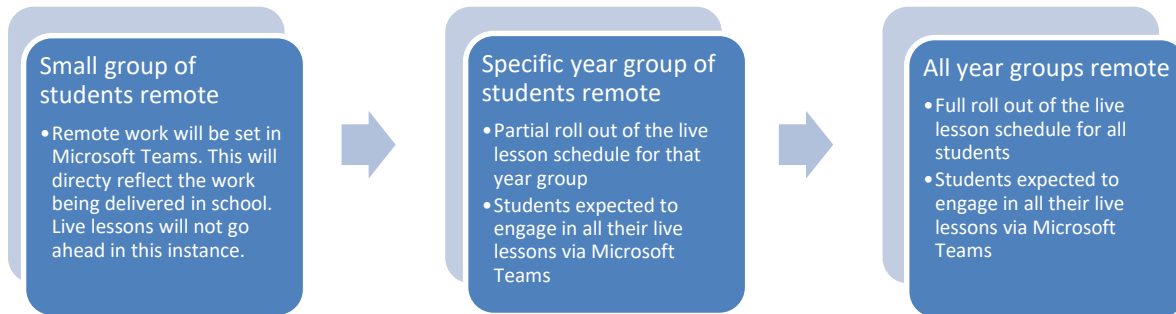 Small group of
students remote
•Remote work will be set in
Microsoft Teams. This will
directy reflect the work
being delivered in school.
Live lessons will not go
ahead in this instance.
Specific year group of
students remote
•Partial roll out of the live
lesson schedule for that
year group
•Students expected to
engage in all their live
lessons via Microsoft
Teams
All year groups remote
•Full roll out of the live
lesson schedule for all
students
•Students expected to
engage in all their live
lessons via Microsoft
Teams